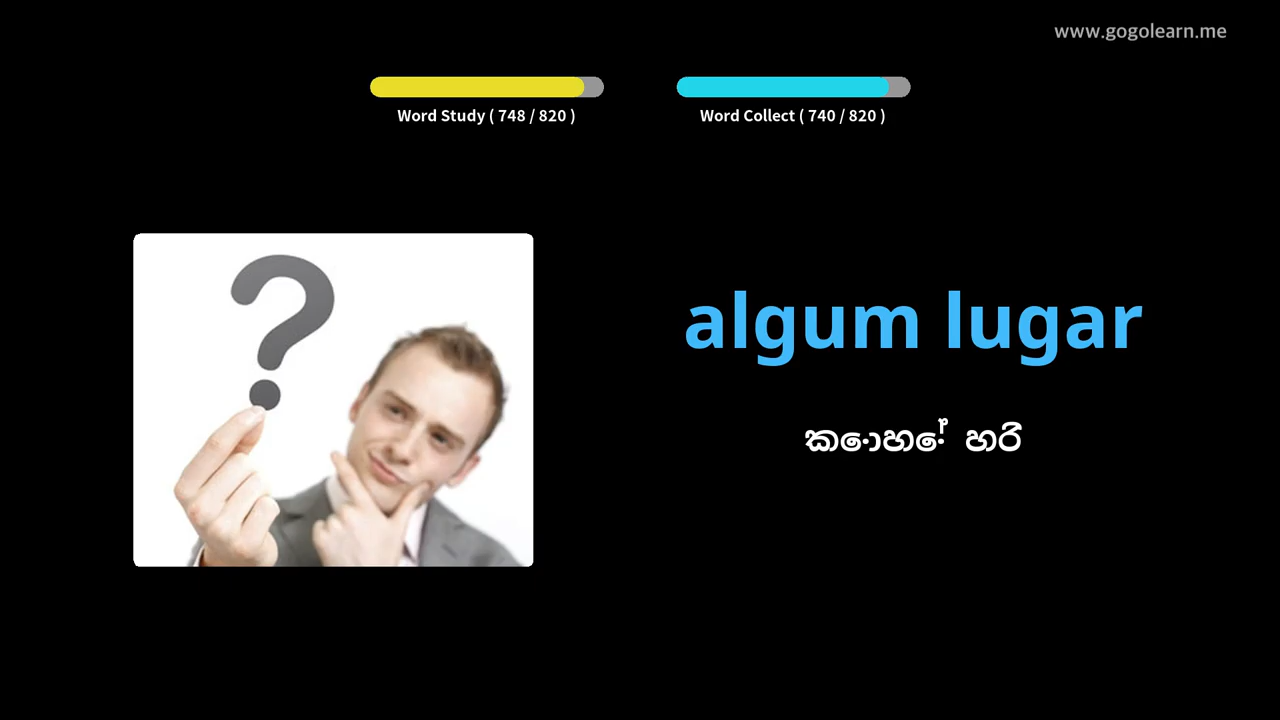 www.gogolearn.me
Word Study ( 748 / 820 )
Word Collect ( 740 / 820 )
algum lugar
කොහේ හරි